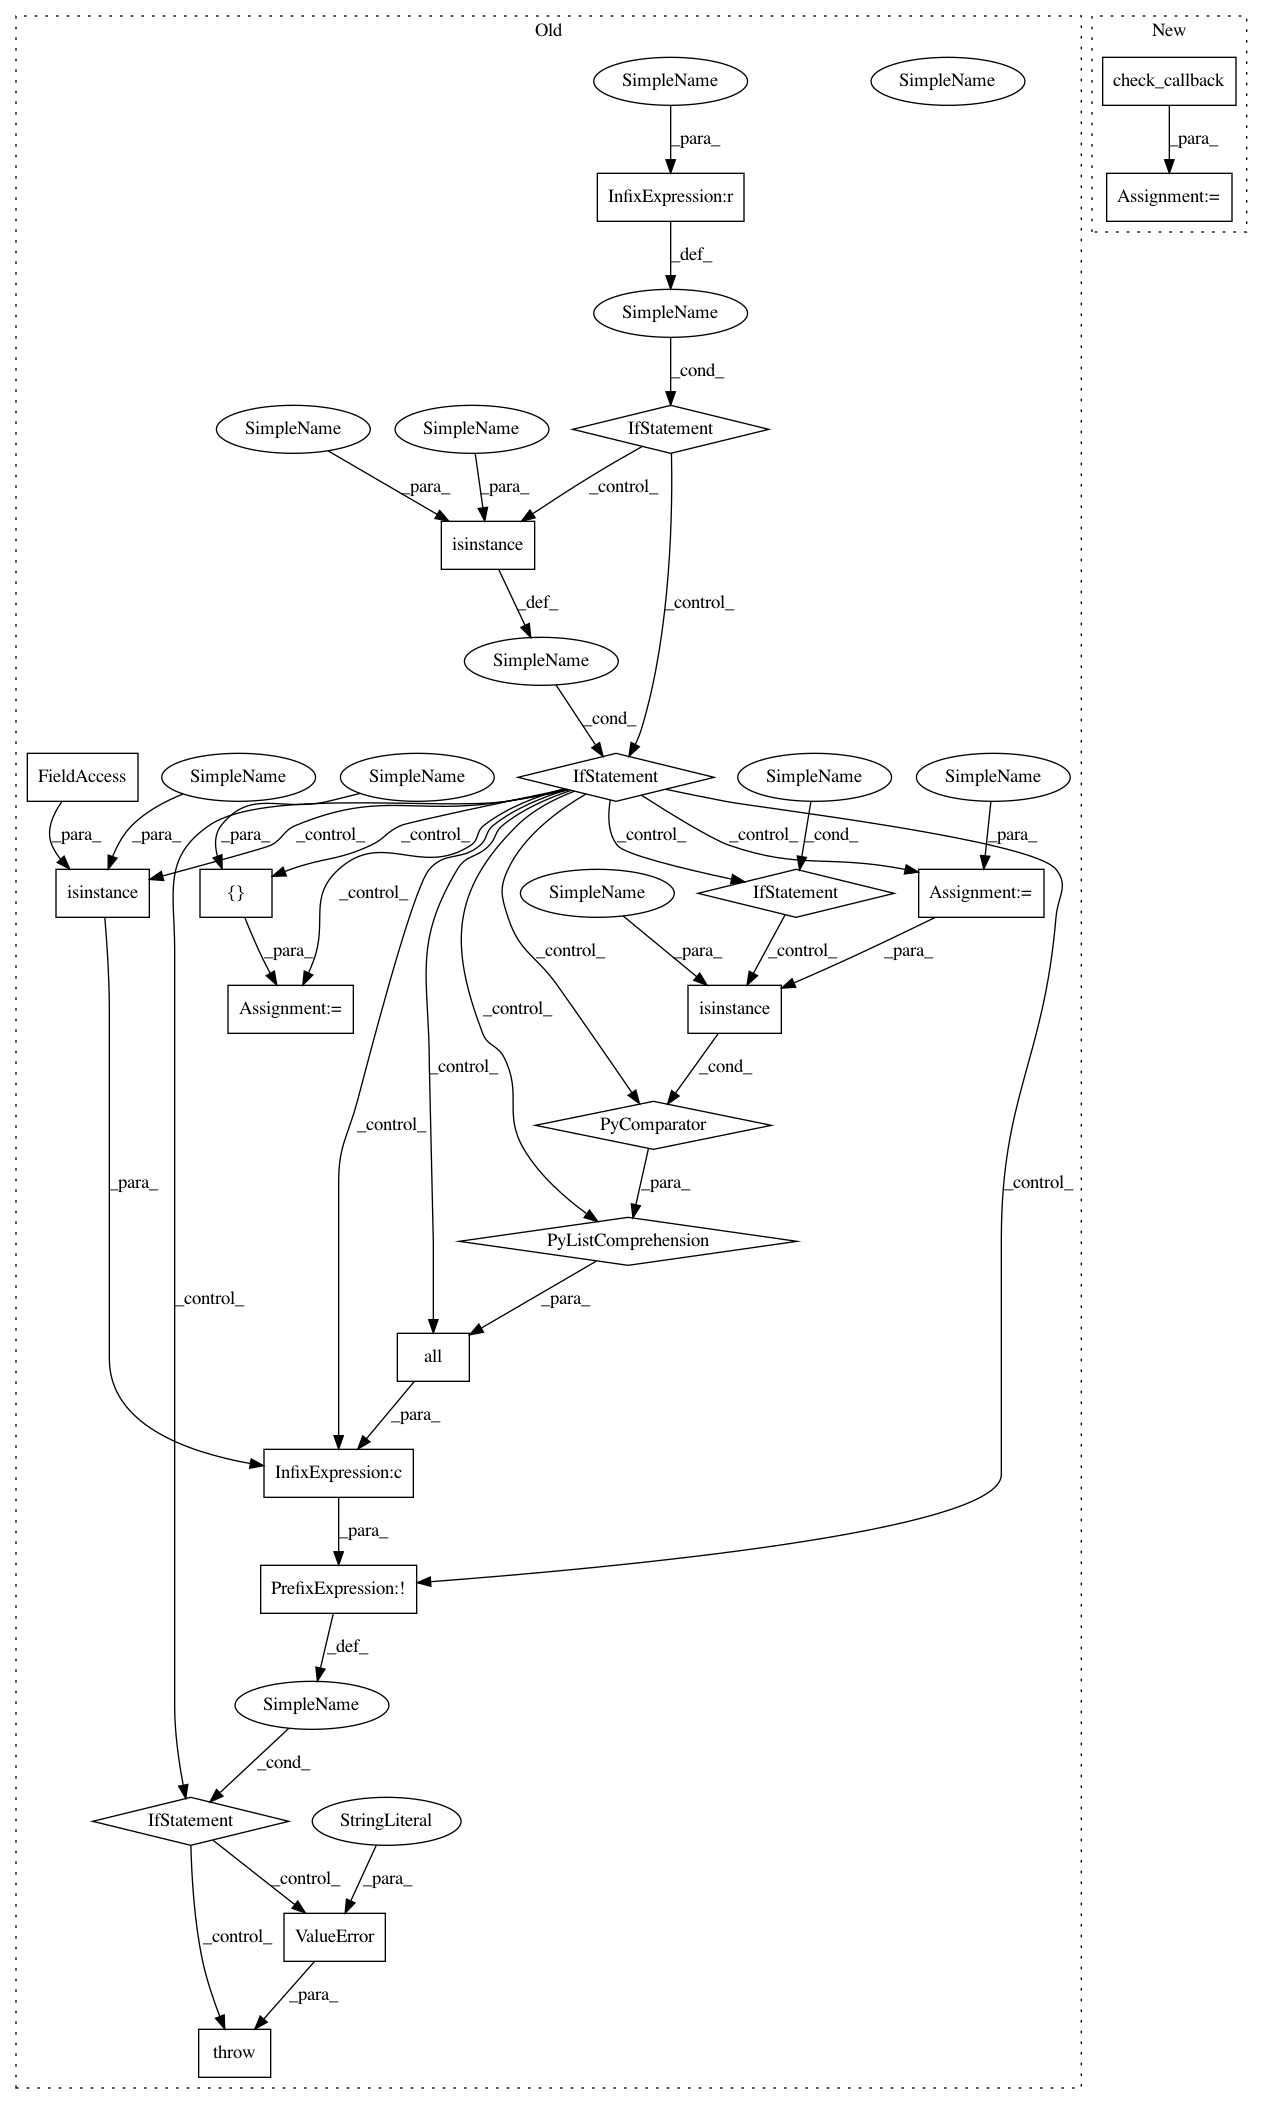 Old
New
SimpleName
SimpleName
check_callback
_para_
_para_
InfixExpression:r
Assignment:=
_def_
SimpleName
_cond_
SimpleName
SimpleName
IfStatement
_para_
_para_
_control_
isinstance
_def_
_control_
SimpleName
_cond_
FieldAccess
SimpleName
SimpleName
IfStatement
SimpleName
SimpleName
_para_
_para_
_para_
_control_
_control_
_control_
_cond_
_control_
_para_
isinstance
{}
SimpleName
IfStatement
Assignment:=
_control_
_para_
_control_
_para_
_control_
_para_
Assignment:=
_control_
isinstance
_control_
_cond_
_control_
PyComparator
_para_
_para_
_control_
PyListComprehension
_control_
_para_
all
_para_
InfixExpression:c
_para_
PrefixExpression:!
_def_
SimpleName
_cond_
IfStatement
StringLiteral
_control_
_para_
_control_
ValueError
_para_
throw